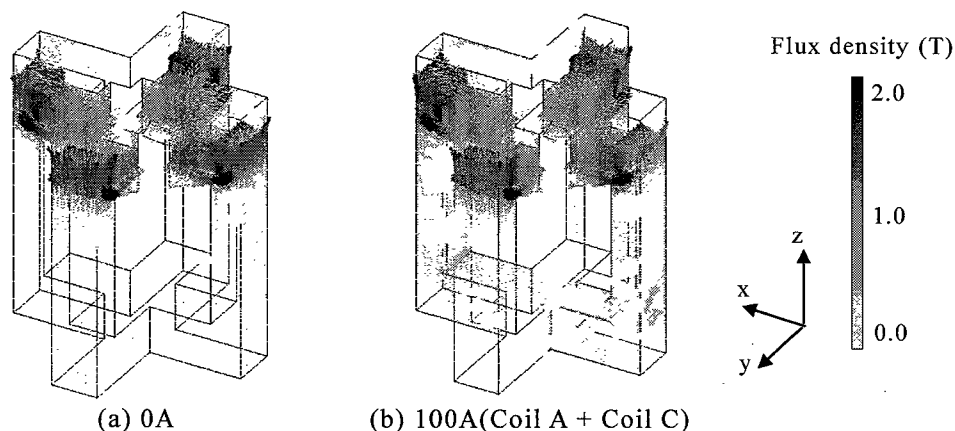 Flux density (T)
2.0
1.0
0.0
z
x
y
(a) 0A
(b) 100A(Coil A + Coil C)